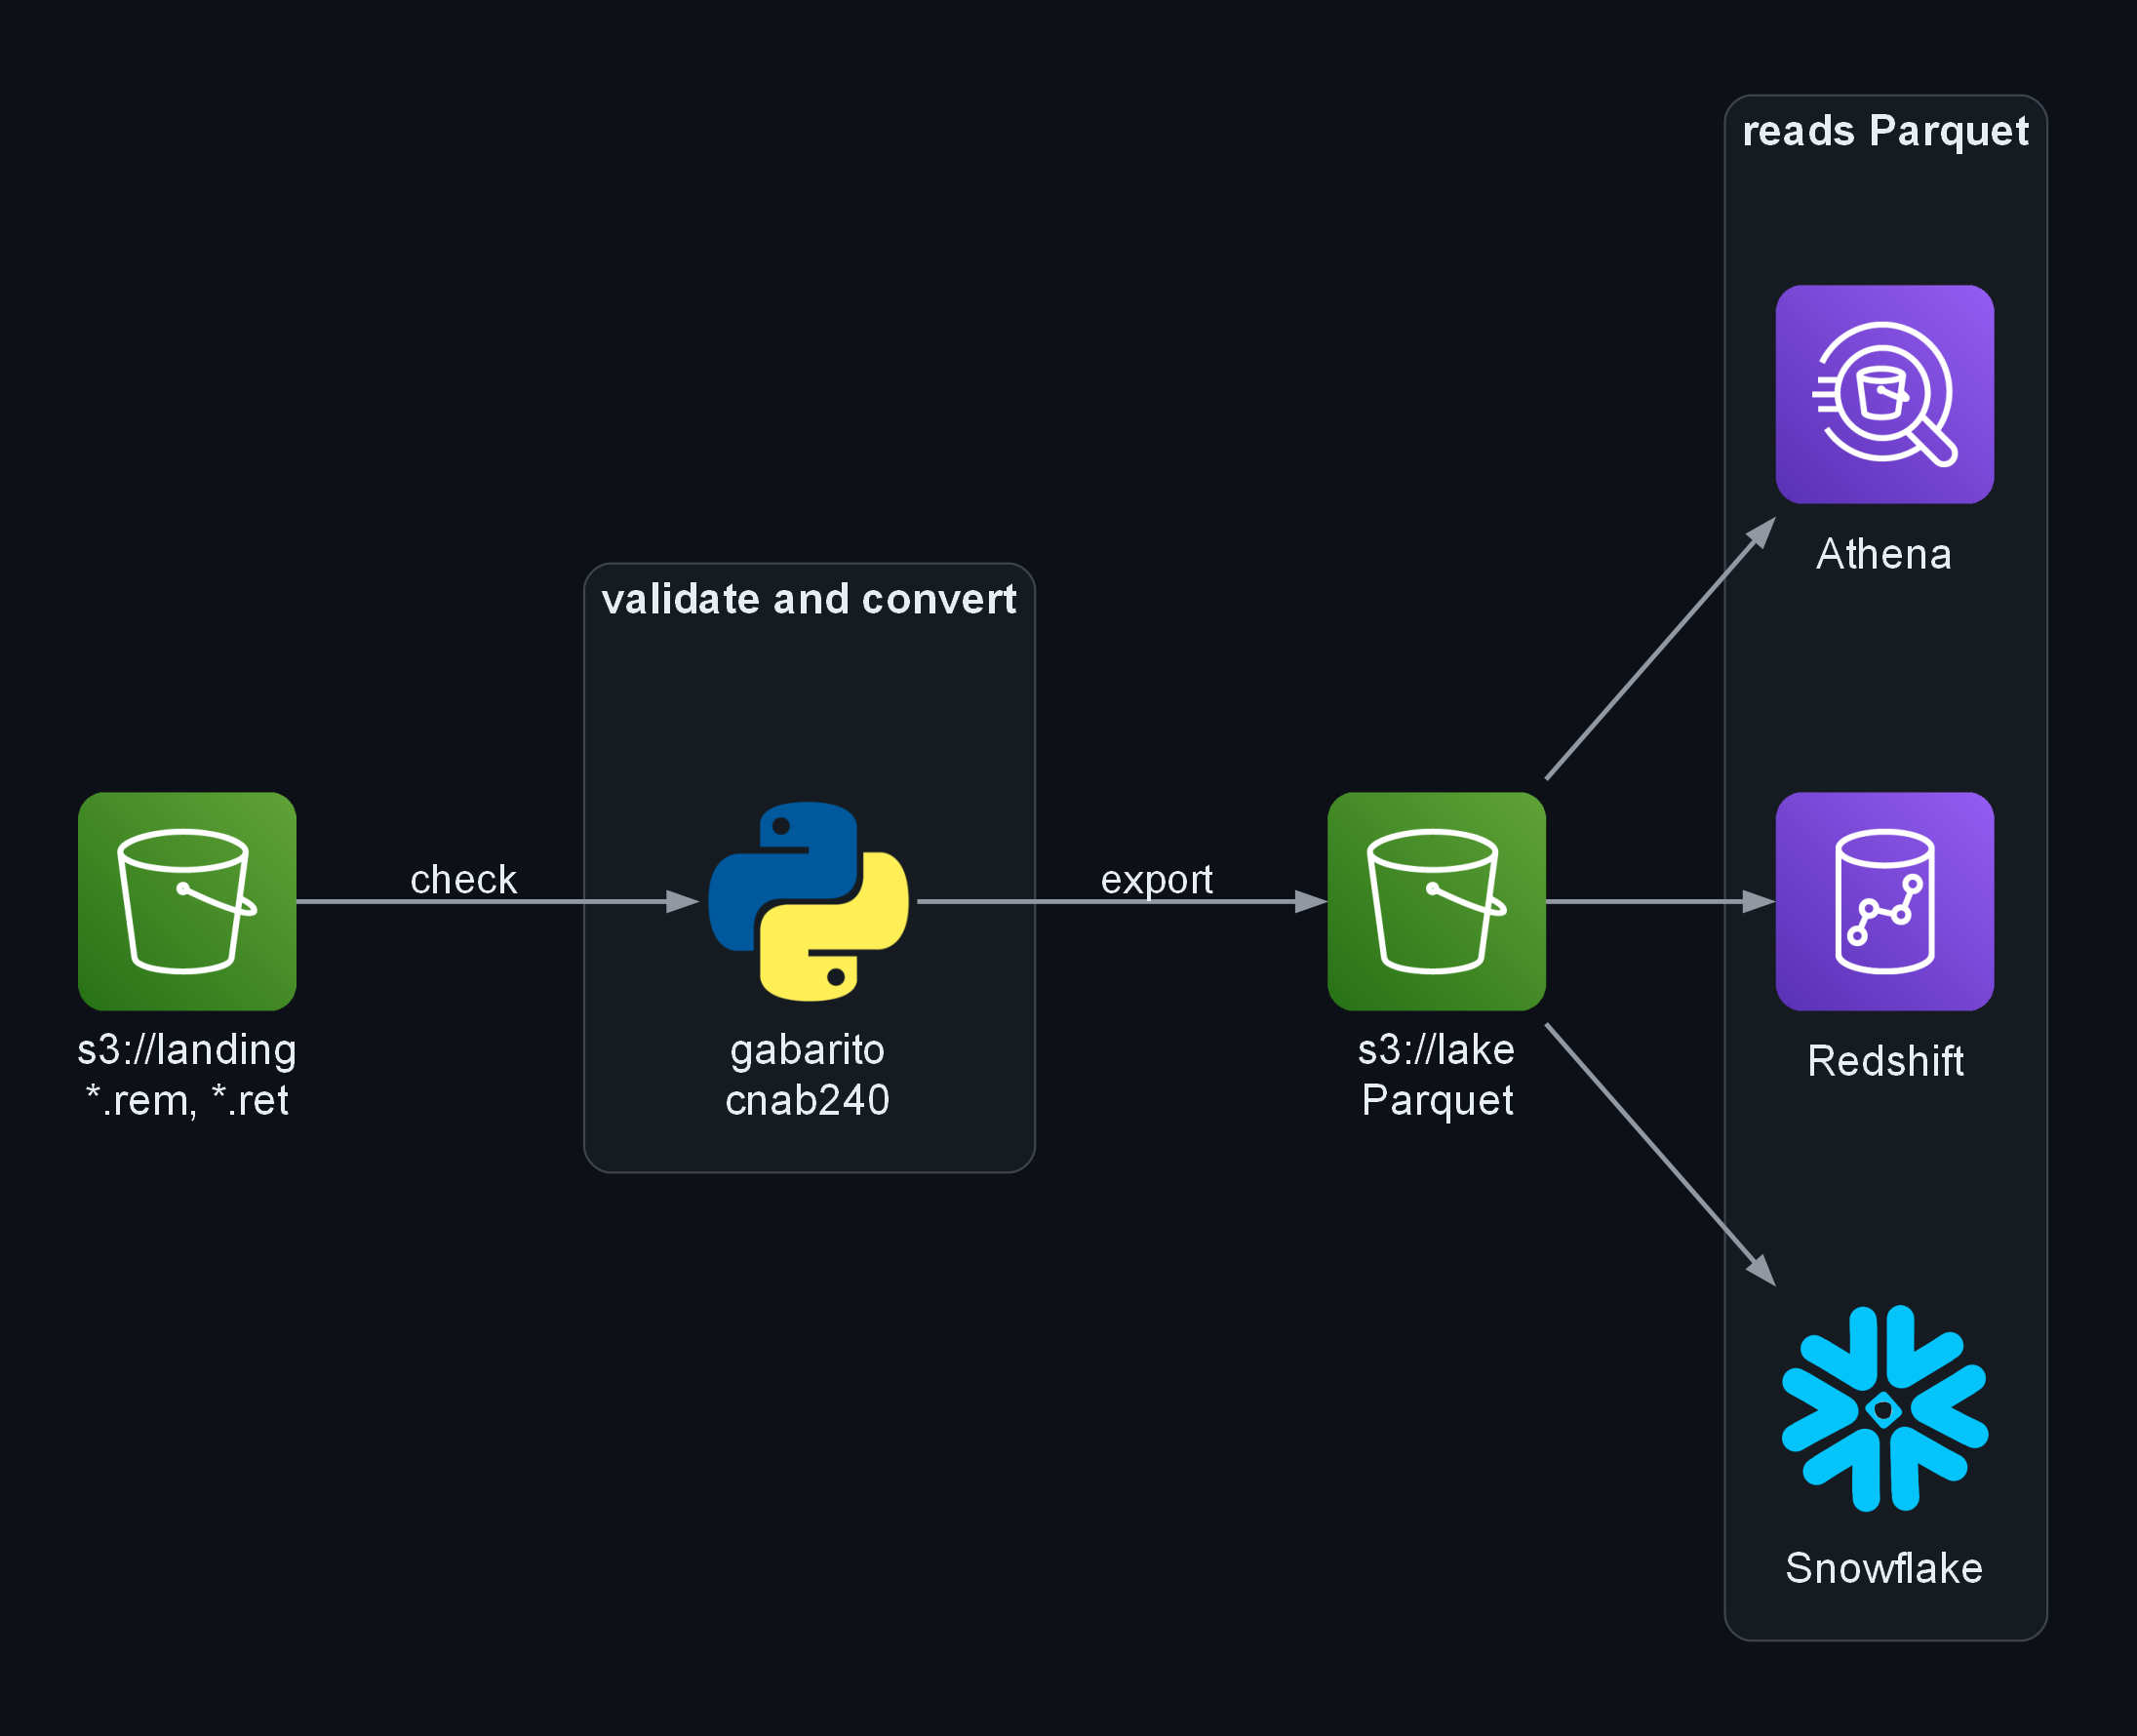 reads Parquet
Athena
validate and convert
check
export
s3://landing
*.rem, *.ret
gabarito
cnab240
s3://lake
Parquet
Redshift
Snowflake